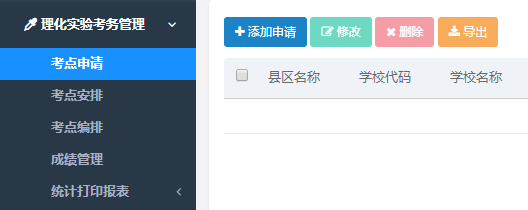 理化实验考务管理
考点申请
考点安排
考点编排
成绩管理
统计打印报表
添加申请 修改 删除 导出
县区名称 学校代码 学校名称